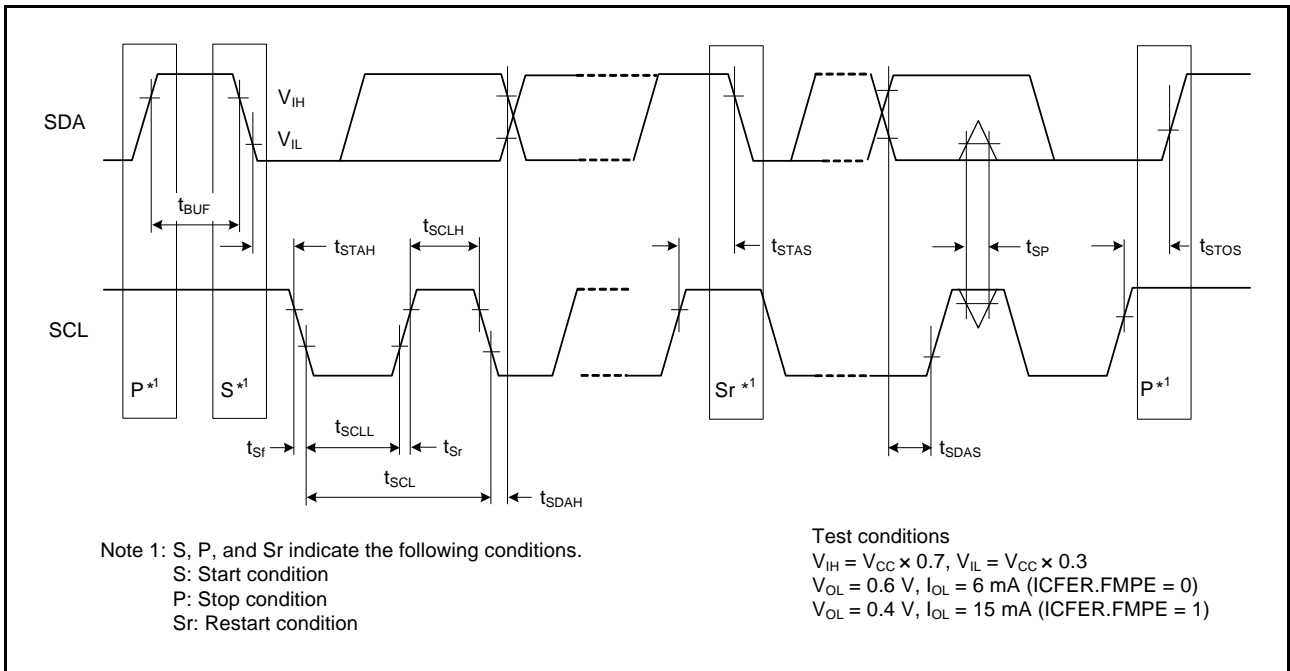 SDA
V_IH
V_IL
t_BUF
t_STAH
t_SCLH
t_STAS
t_SP
t_STOS
SCL
P*1
S*1
Sr*1
P*1
t_Sf
t_SCLL
t_Sr
t_SDAS
t_SCL
t_SDAH
Note 1: S, P, and Sr indicate the following conditions.
S: Start condition
P: Stop condition
Sr: Restart condition
Test conditions
V_IH = V_CC × 0.7, V_IL = V_CC × 0.3
V_OL = 0.6 V, I_OL = 6 mA (ICFER.FMPE = 0)
V_OL = 0.4 V, I_OL = 15 mA (ICFER.FMPE = 1)